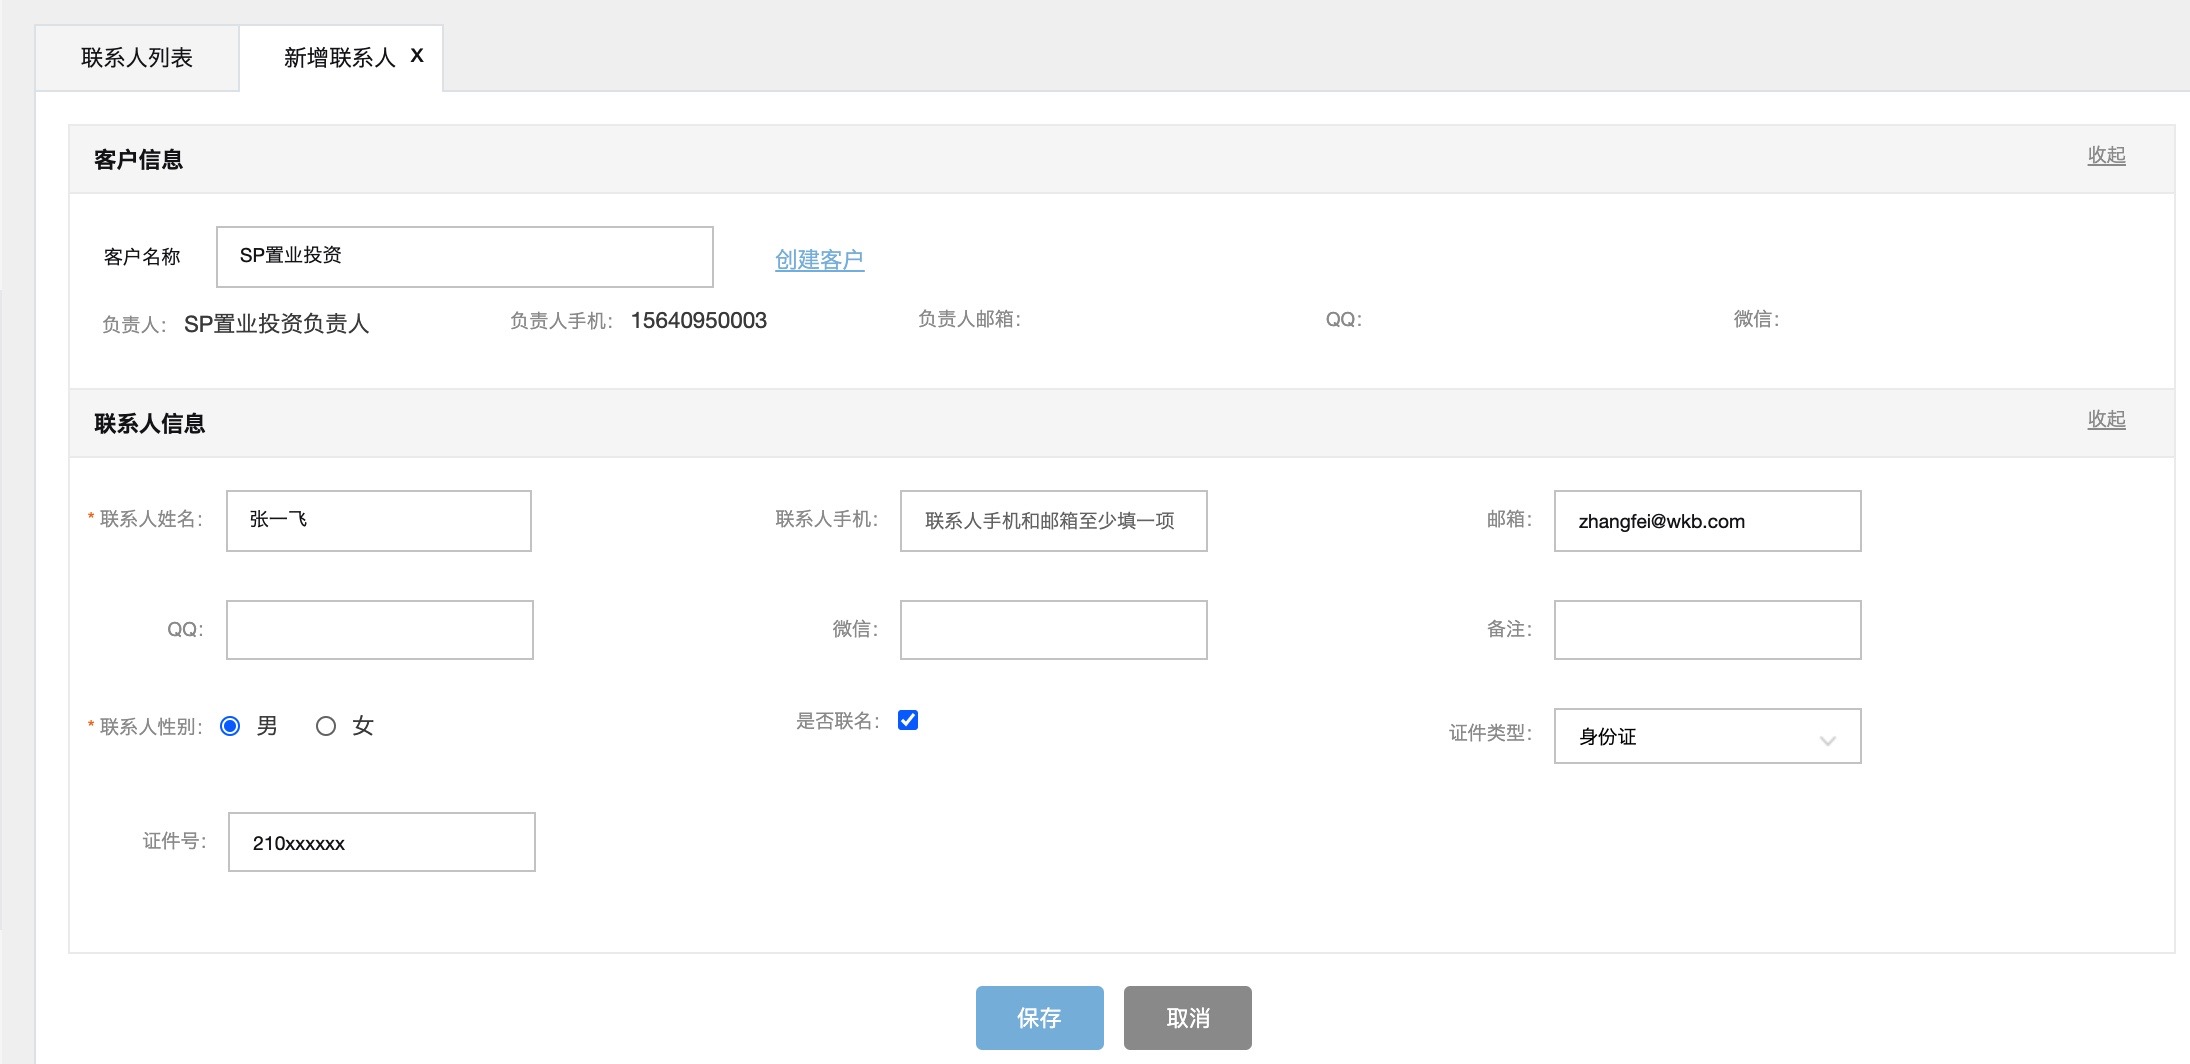 联系人列表 新增联系人 X
客户信息 收起
客户名称 SP置业投资 创建客户
负责人： SP置业投资负责人 负责人手机： 15640950003 负责人邮箱： QQ： 微信：
联系人信息 收起
* 联系人姓名： 张一飞 联系人手机： 联系人手机和邮箱至少填一项 邮箱： zhangfei@wkb.com
QQ： 微信： 备注：
* 联系人性别： 男 女 是否联名： 证件类型： 身份证
证件号： 210xxxxxx
保存 取消